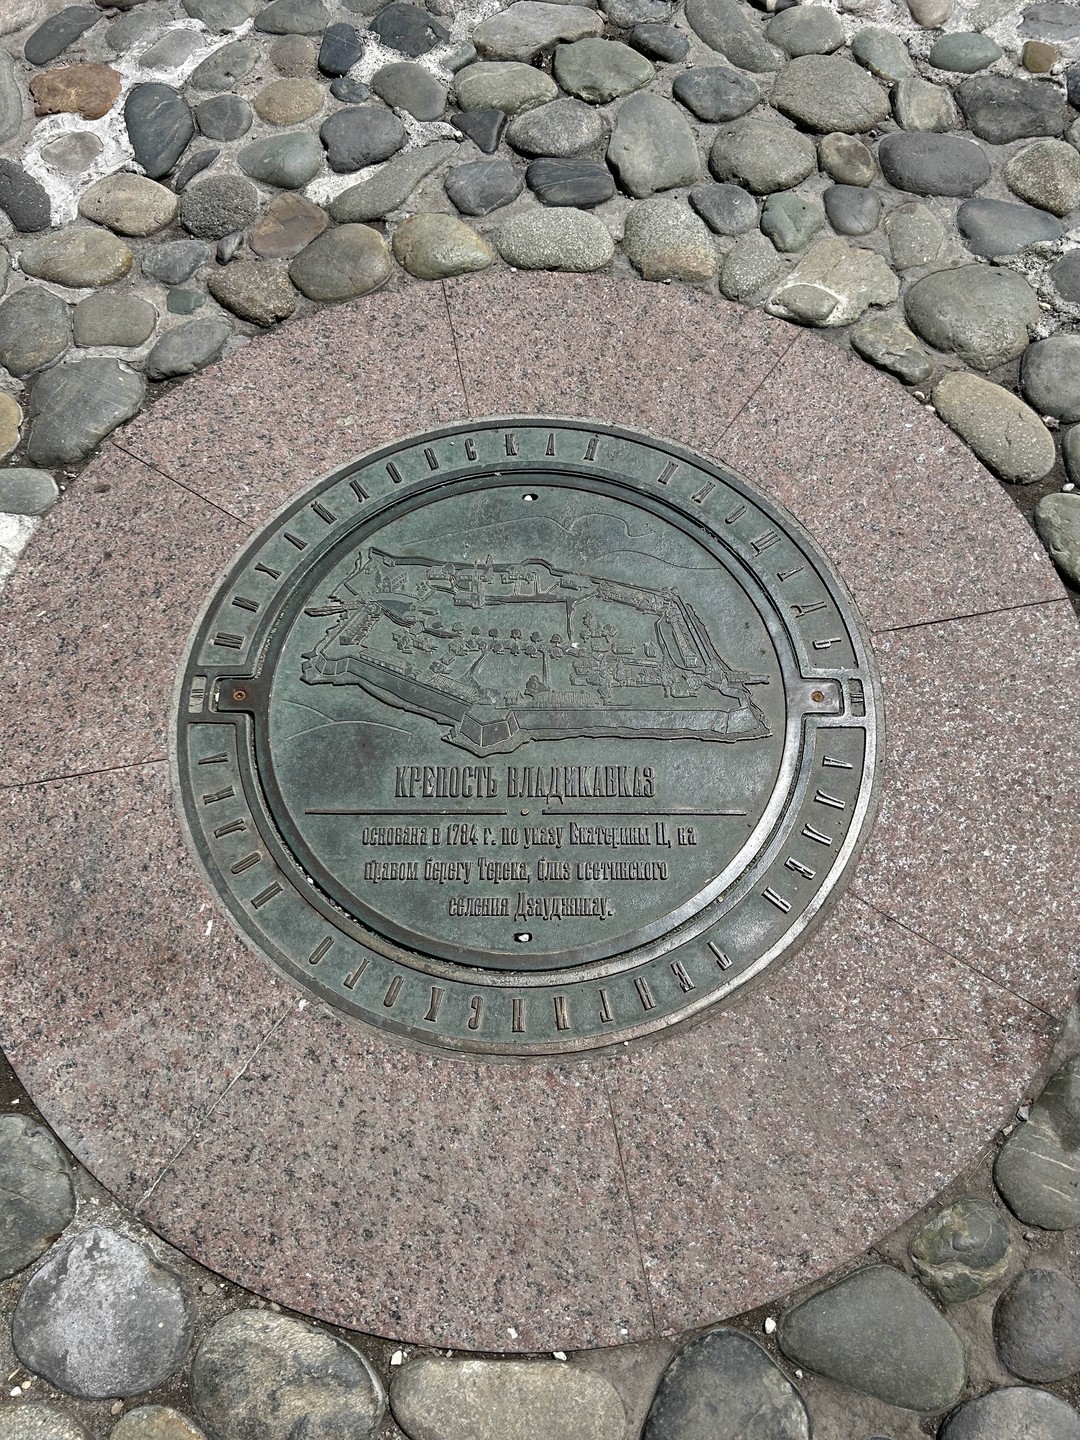 МИХАЙЛОВСКАЯ ПЛОЩАДЬ
КРЕПОСТЬ ВЛАДИКАВКАЗ
основана в 1784 г. по указу Екатерины II, на
правом берегу Терека, близ осетинского
селения Дзауджикау.
АЛЛЕЯ ТЕНГИНСКОГО ПОЛКА